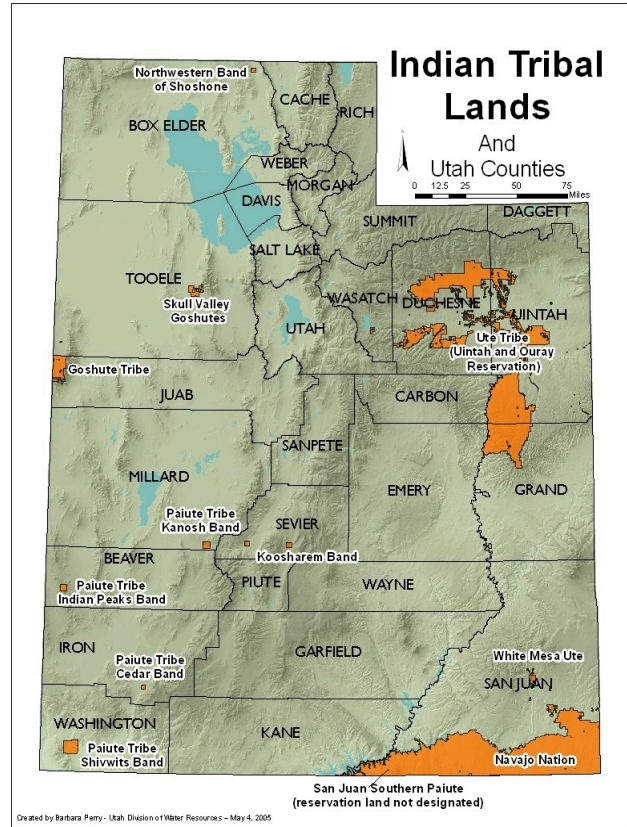 Indian Tribal
Lands
And
Utah Counties
0 12.5 25 50 75
Miles
Northwestern Band
of Shoshone
CACHE
RICH
BOX ELDER
WEBER
MORGAN
DAVIS
DAGGETT
SUMMIT
SALT LAKE
TOOELE
WASATCH
DUCHESNE
UINTAH
Skull Valley
Goshutes
UTAH
Ute Tribe
(Uintah and Ouray
Reservation)
Goshute Tribe
JUAB
CARBON
SANPETE
MILLARD
EMERY
GRAND
Paiute Tribe
Kanosh Band
SEVIER
Koosharem Band
BEAVER
PIUTE
WAYNE
Paiute Tribe
Indian Peaks Band
IRON
GARFIELD
Paiute Tribe
Cedar Band
White Mesa Ute
SAN JUAN
WASHINGTON
KANE
Paiute Tribe
Shivwits Band
Navajo Nation
San Juan Southern Paiute
(reservation land not designated)
Created by Barbara Perry - Utah Division of Water Resources – May 4, 2005